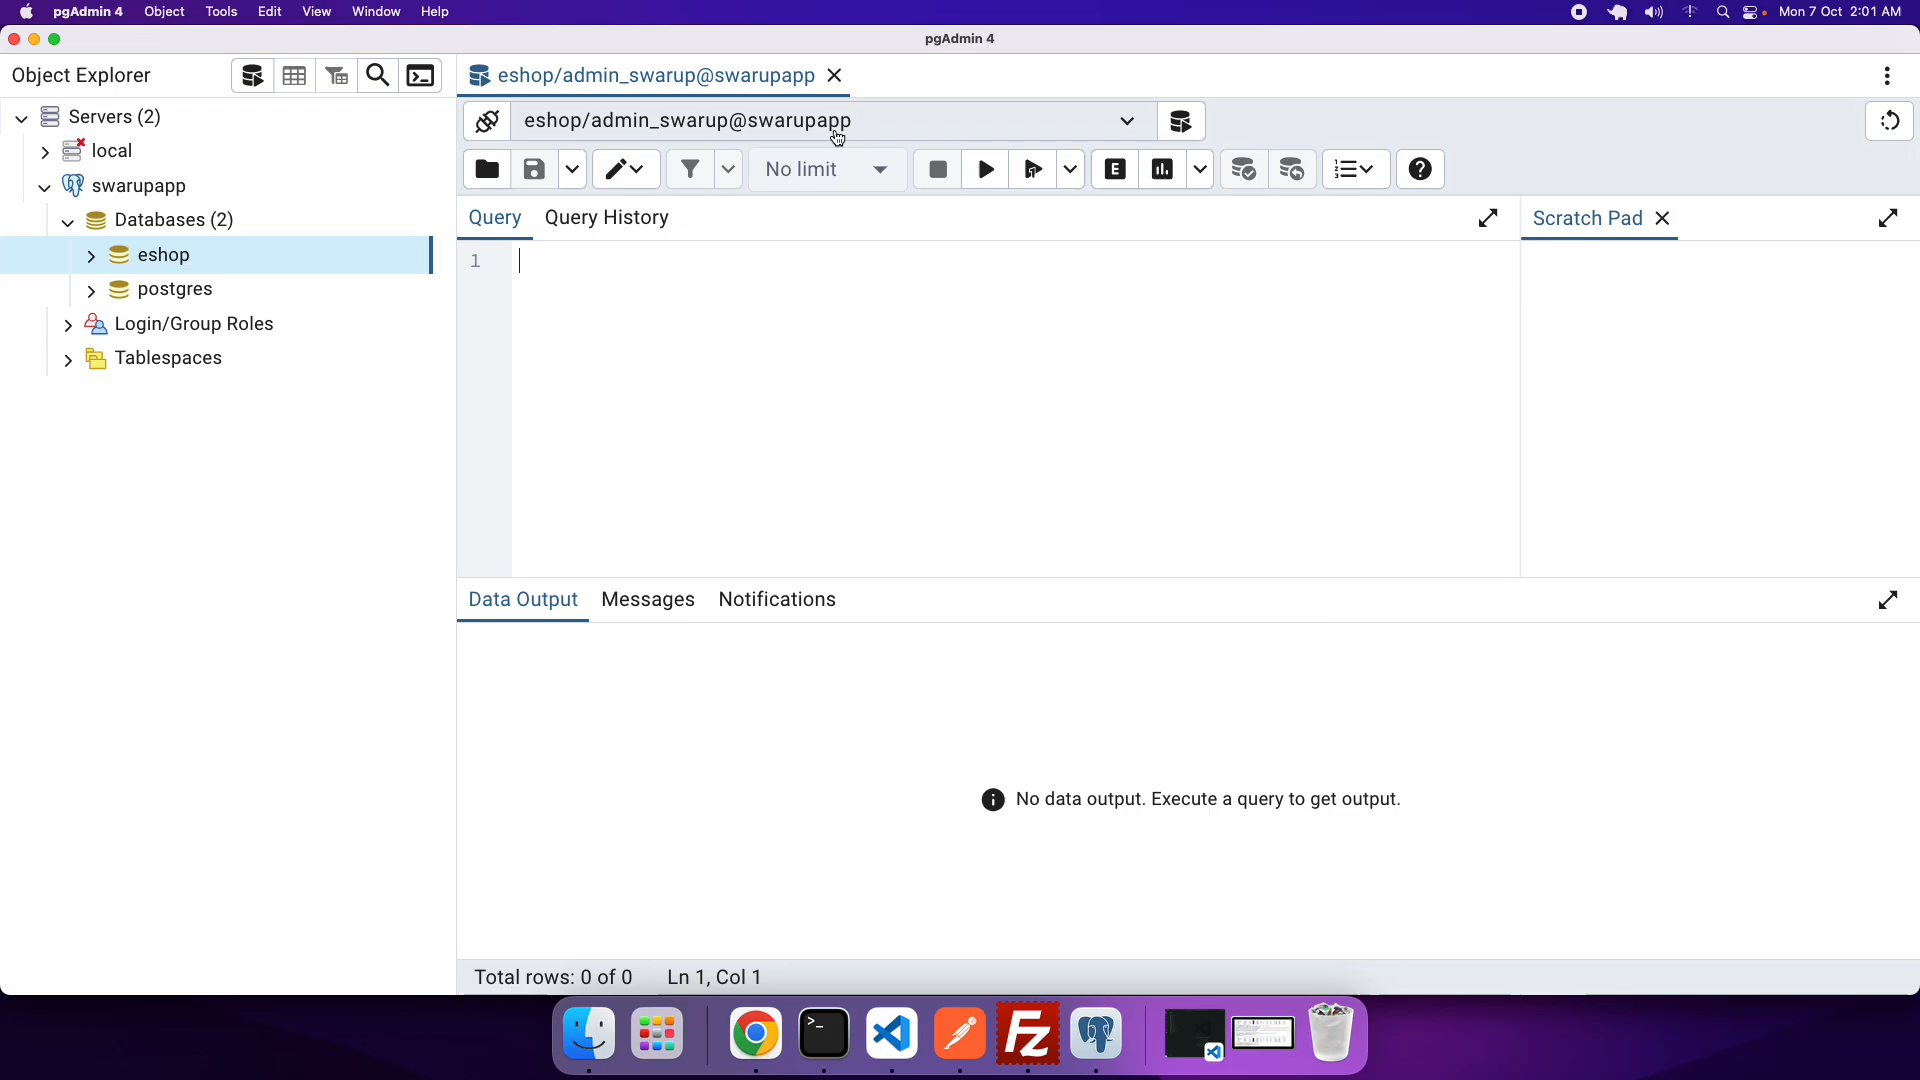 pgAdmin 4 Object Tools Edit View Window Help Mon 7 Oct 2:01 AM
pgAdmin 4
Object Explorer
eshop/admin_swarup@swarupapp
Servers (2)
eshop/admin_swarup@swarupapp
local
No limit
E
swarupapp
Query Query History
Scratch Pad
Databases (2)
eshop
1
postgres
Login/Group Roles
Tablespaces
Data Output Messages Notifications
No data output. Execute a query to get output.
Total rows: 0 of 0 Ln 1, Col 1
Fz